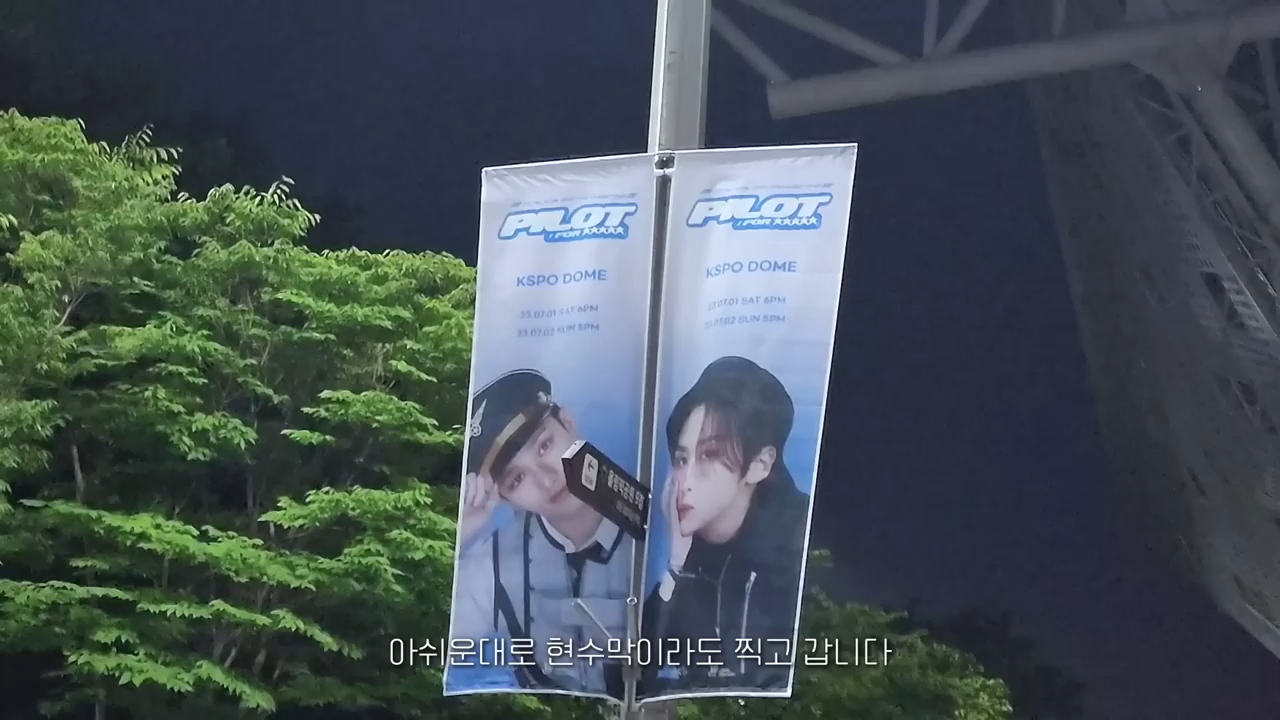 PILOT
: FOR ★★★★★
KSPO DOME
23.07.01 SAT 6PM
23.07.02 SUN 5PM
PILOT
: FOR ★★★★★
KSPO DOME
23.07.01 SAT 6PM
23.07.02 SUN 5PM
아쉬운대로 현수막이라도 찍고 갑니다